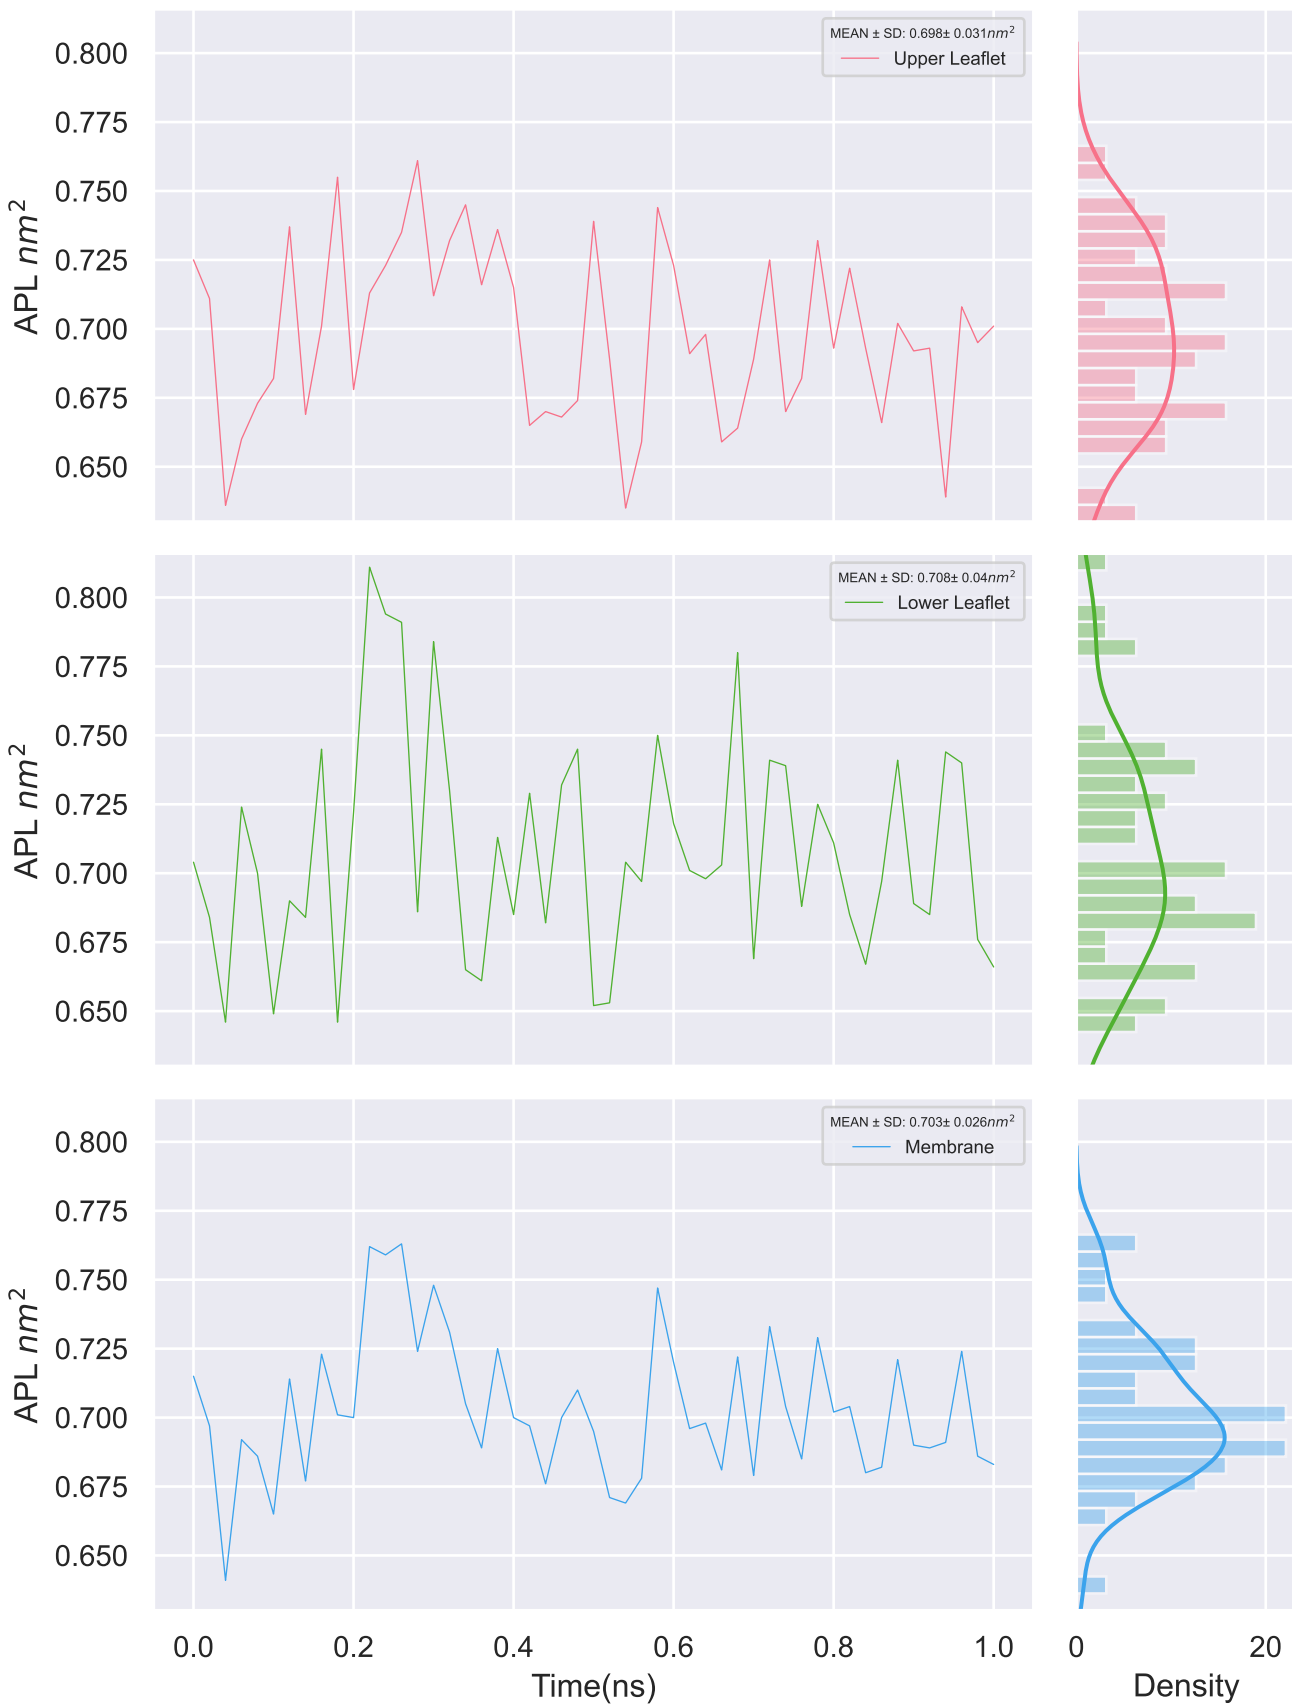 MEAN ± SD: 0.698± 0.031nm²
Upper Leaflet
0.800
0.775
0.750
0.725
0.700
0.675
0.650
APL nm²
MEAN ± SD: 0.708± 0.04nm²
Lower Leaflet
0.800
0.775
0.750
0.725
0.700
0.675
0.650
APL nm²
MEAN ± SD: 0.703± 0.026nm²
Membrane
0.800
0.775
0.750
0.725
0.700
0.675
0.650
APL nm²
0.0 0.2 0.4 0.6 0.8 1.0 0 20
Time(ns) Density